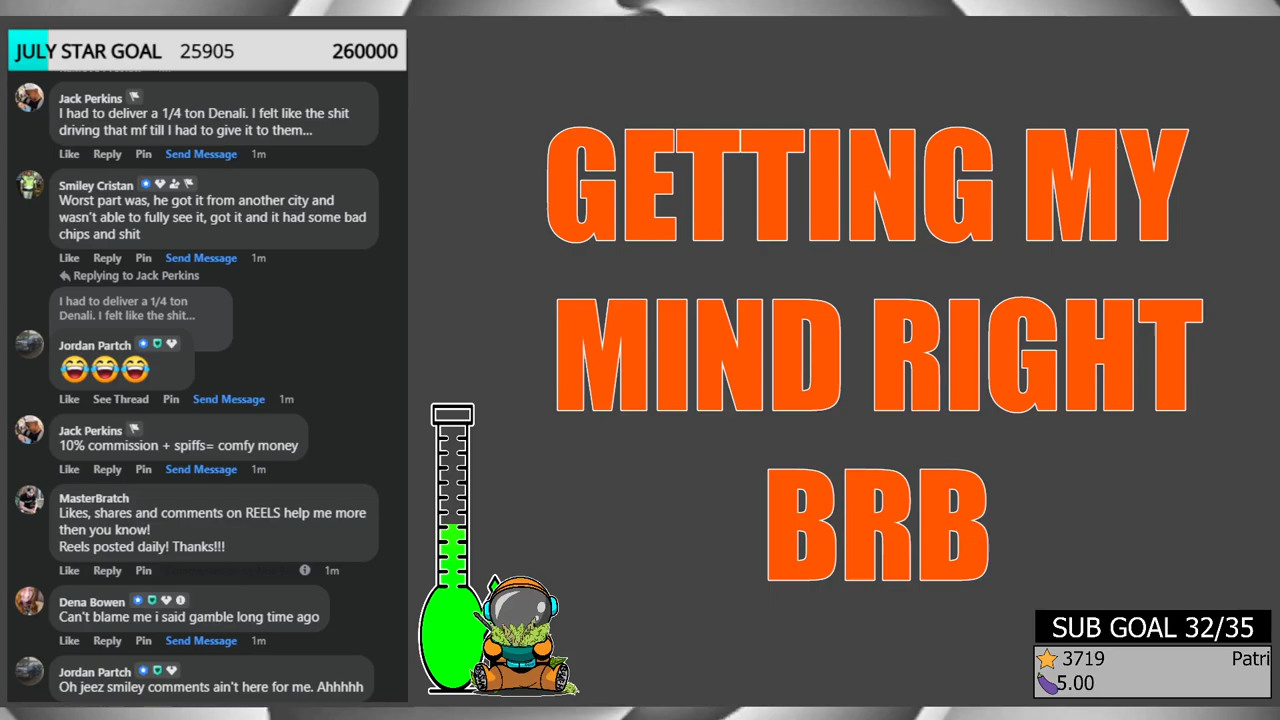 JULY STAR GOAL 25905 260000
Jack Perkins
I had to deliver a 1/4 ton Denali. I felt like the shit
driving that mf till I had to give it to them...
Like Reply Pin Send Message 1m
Smiley Cristan
Worst part was, he got it from another city and
wasn't able to fully see it, got it and it had some bad
chips and shit
Like Reply Pin Send Message 1m
Replying to Jack Perkins
I had to deliver a 1/4 ton
Denali. I felt like the shit...
Jordan Partch
😂😂😂
Like See Thread Pin Send Message 1m
Jack Perkins
10% commission + spiffs= comfy money
Like Reply Pin Send Message 1m
MasterBratch
Likes, shares and comments on REELS help me more
then you know!
Reels posted daily! Thanks!!!
Like Reply Pin 1m
Dena Bowen
Can't blame me i said gamble long time ago
Like Reply Pin Send Message 1m
Jordan Partch
Oh jeez smiley comments ain't here for me. Ahhhhh
GETTING MY
MIND RIGHT
BRB
SUB GOAL 32/35
3719 Patri
5.00